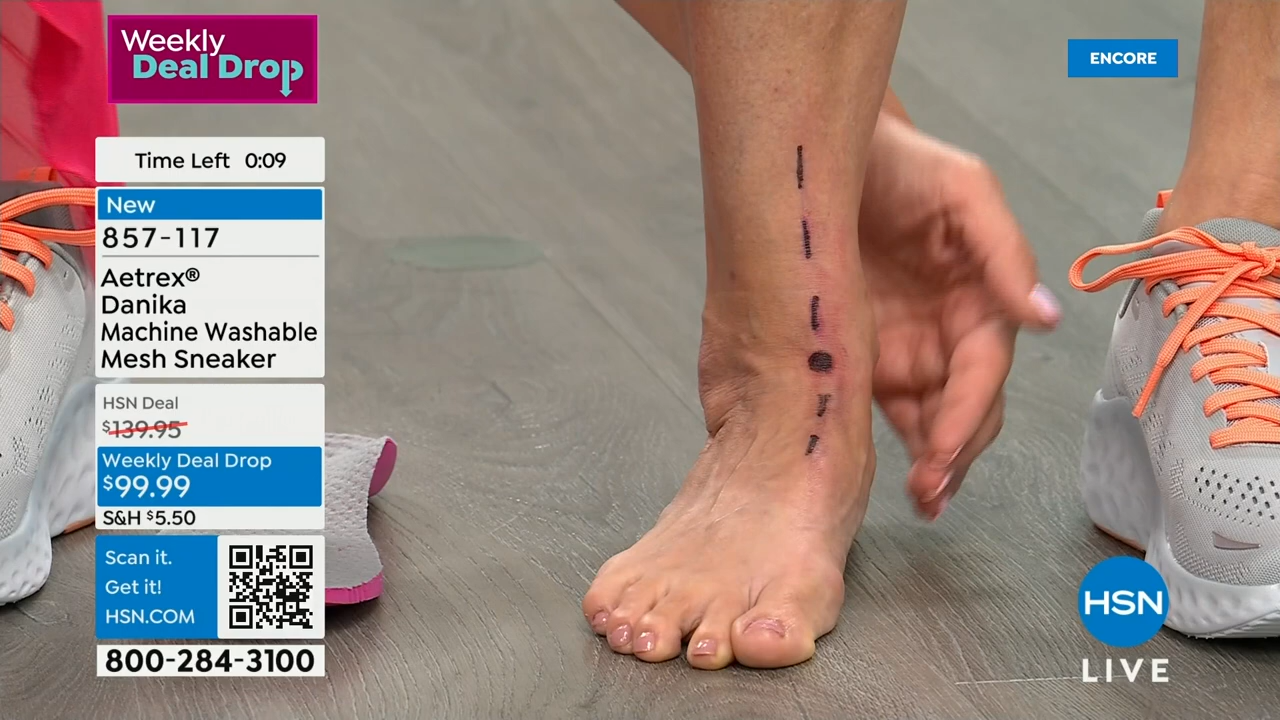 Weekly
Deal Drop
ENCORE
Time Left 0:09
New
857-117
Aetrex®
Danika
Machine Washable
Mesh Sneaker
HSN Deal
$139.95
Weekly Deal Drop
$99.99
S&H $5.50
Scan it.
Get it!
HSN.COM
800-284-3100
HSN
LIVE